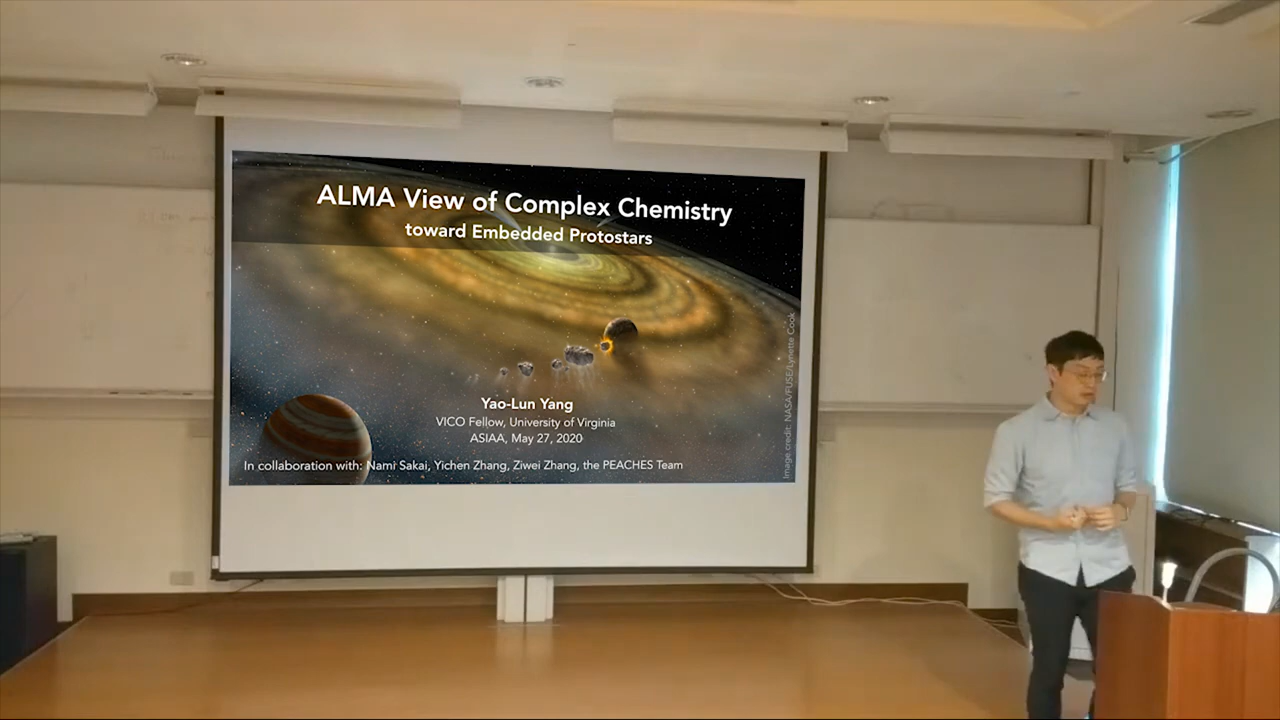 ALMA View of Complex Chemistry
toward Embedded Protostars
Yao-Lun Yang
VICO Fellow, University of Virginia
ASIAA, May 27, 2020
In collaboration with: Nami Sakai, Yichen Zhang, Ziwei Zhang, the PEACHES Team
Image credit: NASA/FUSE/Lynette Cook